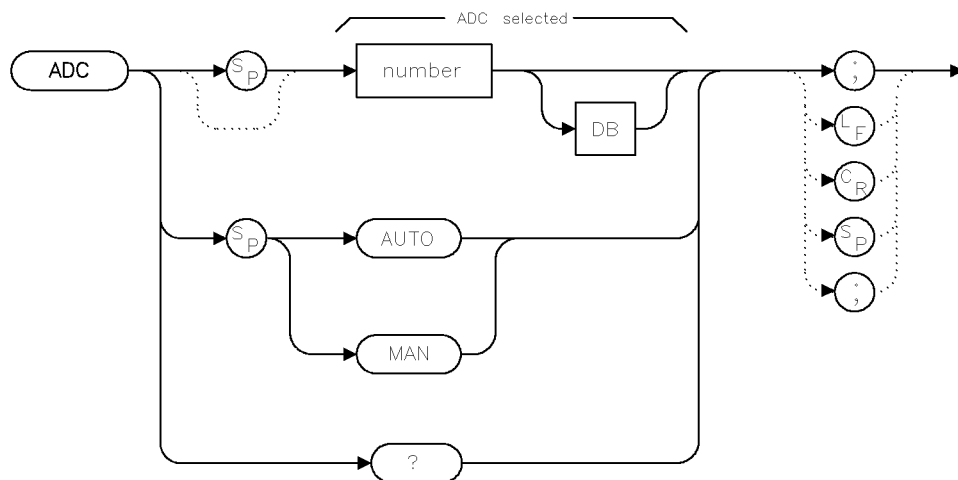 ADC selected
ADC
SP
number
;
DB
LF
CR
SP
AUTO
SP
;
MAN
?